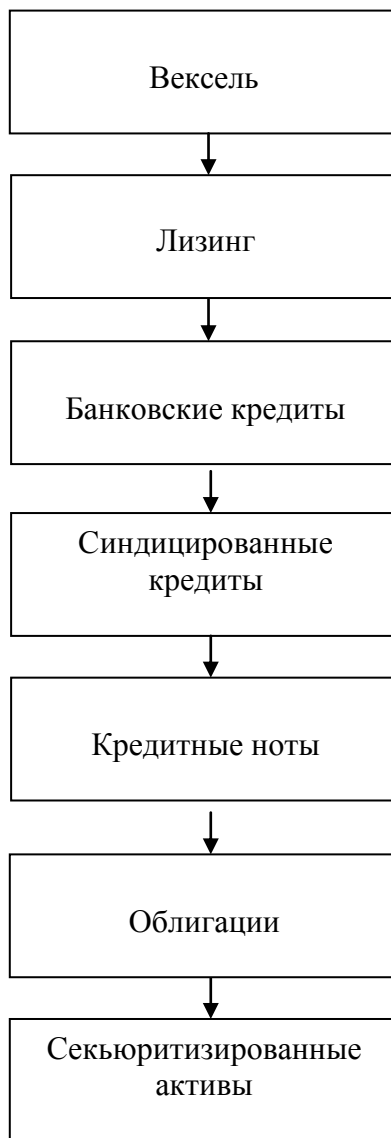 Вексель
Лизинг
Банковские кредиты
Синдицированные
кредиты
Кредитные ноты
Облигации
Секьюритизированные
активы